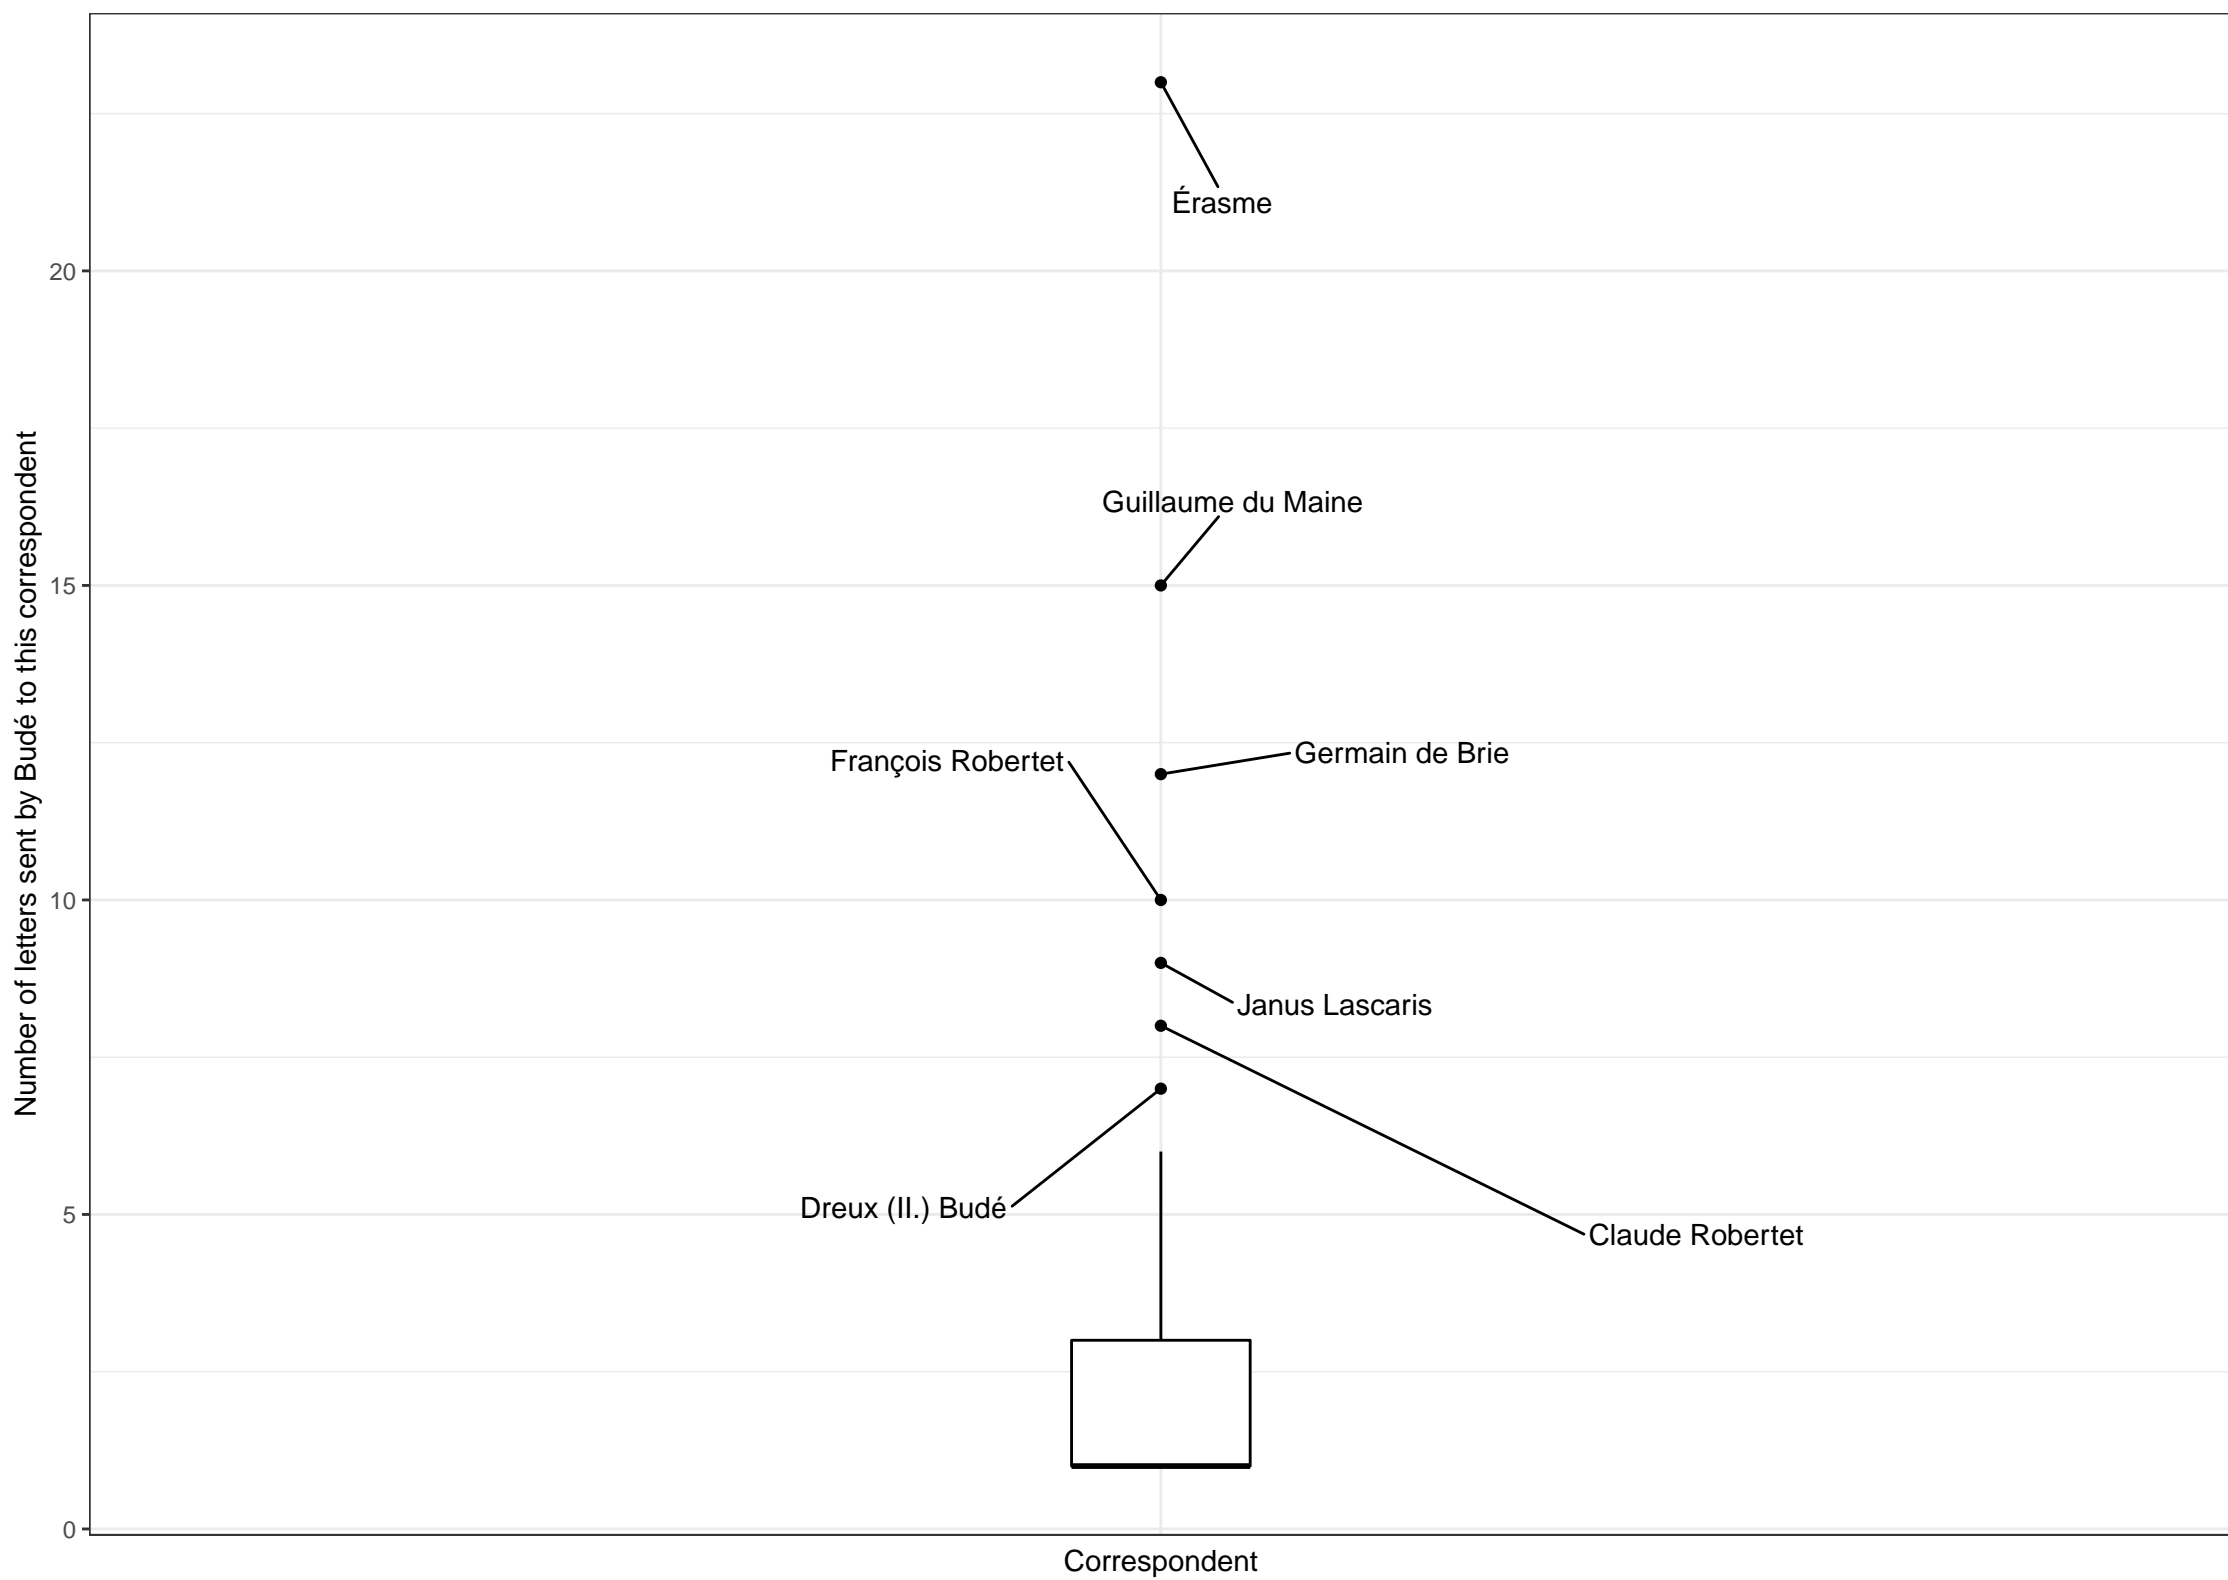 Érasme
20
Guillaume du Maine
15
Germain de Brie
François Robertet
10
Janus Lascaris
Dreux (II.) Budé
5
Claude Robertet
0
Number of letters sent by Budé to this correspondent
Correspondent